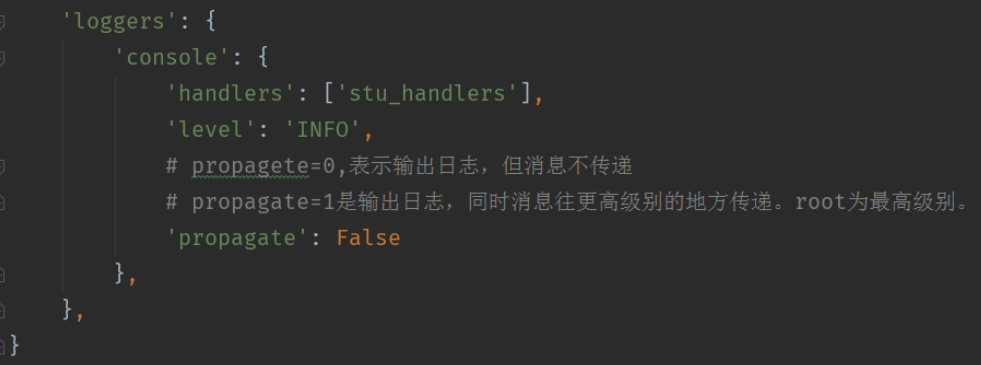 'loggers': {
'console': {
'handlers': ['stu_handlers'],
'level': 'INFO',
# propagete=0,表示输出日志，但消息不传递
# propagate=1是输出日志，同时消息往更高级别的地方传递。root为最高级别。
'propagate': False
},
},
}